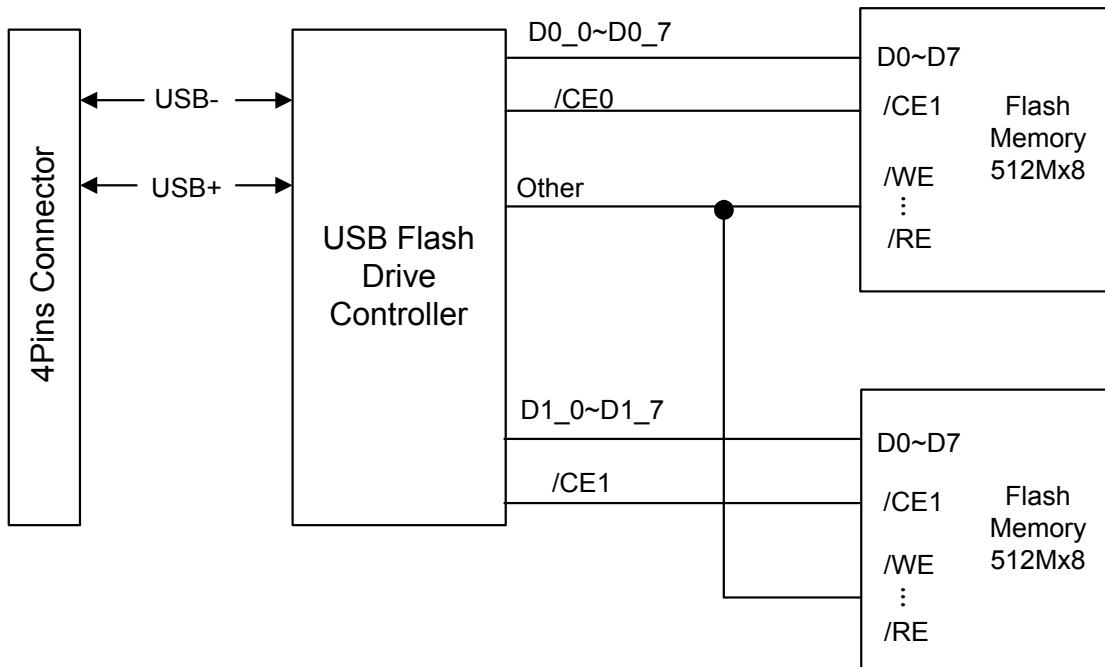 4Pins Connector
USB-
USB+
USB Flash
Drive
Controller
D0_0~D0_7
/CE0
Other
D1_0~D1_7
/CE1
D0~D7
/CE1
/WE
⋮
/RE
Flash
Memory
512Mx8
D0~D7
/CE1
/WE
⋮
/RE
Flash
Memory
512Mx8